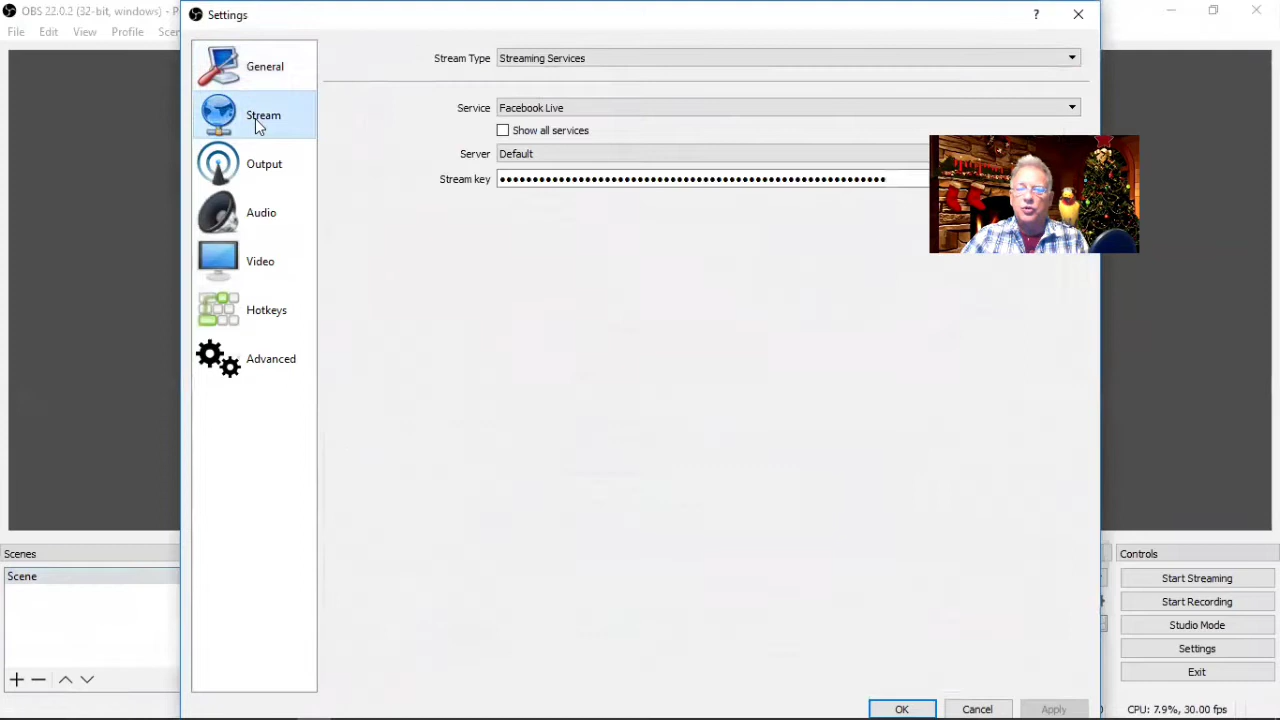 OBS 22.0.2 (32-bit, windows) - P
File Edit View Profile Scen
Settings
?
General
Stream
Output
Audio
Video
Hotkeys
Advanced
Stream Type Streaming Services
Service Facebook Live
Show all services
Server Default
Stream key ●●●●●●●●●●●●●●●●●●●●●●●●●●●●●●●●●●●●●●●●●●●●●●●●●●●●●●
OK Cancel Apply
Scenes
Scene
Controls
Start Streaming
Start Recording
Studio Mode
Settings
Exit
CPU: 7.9%, 30.00 fps